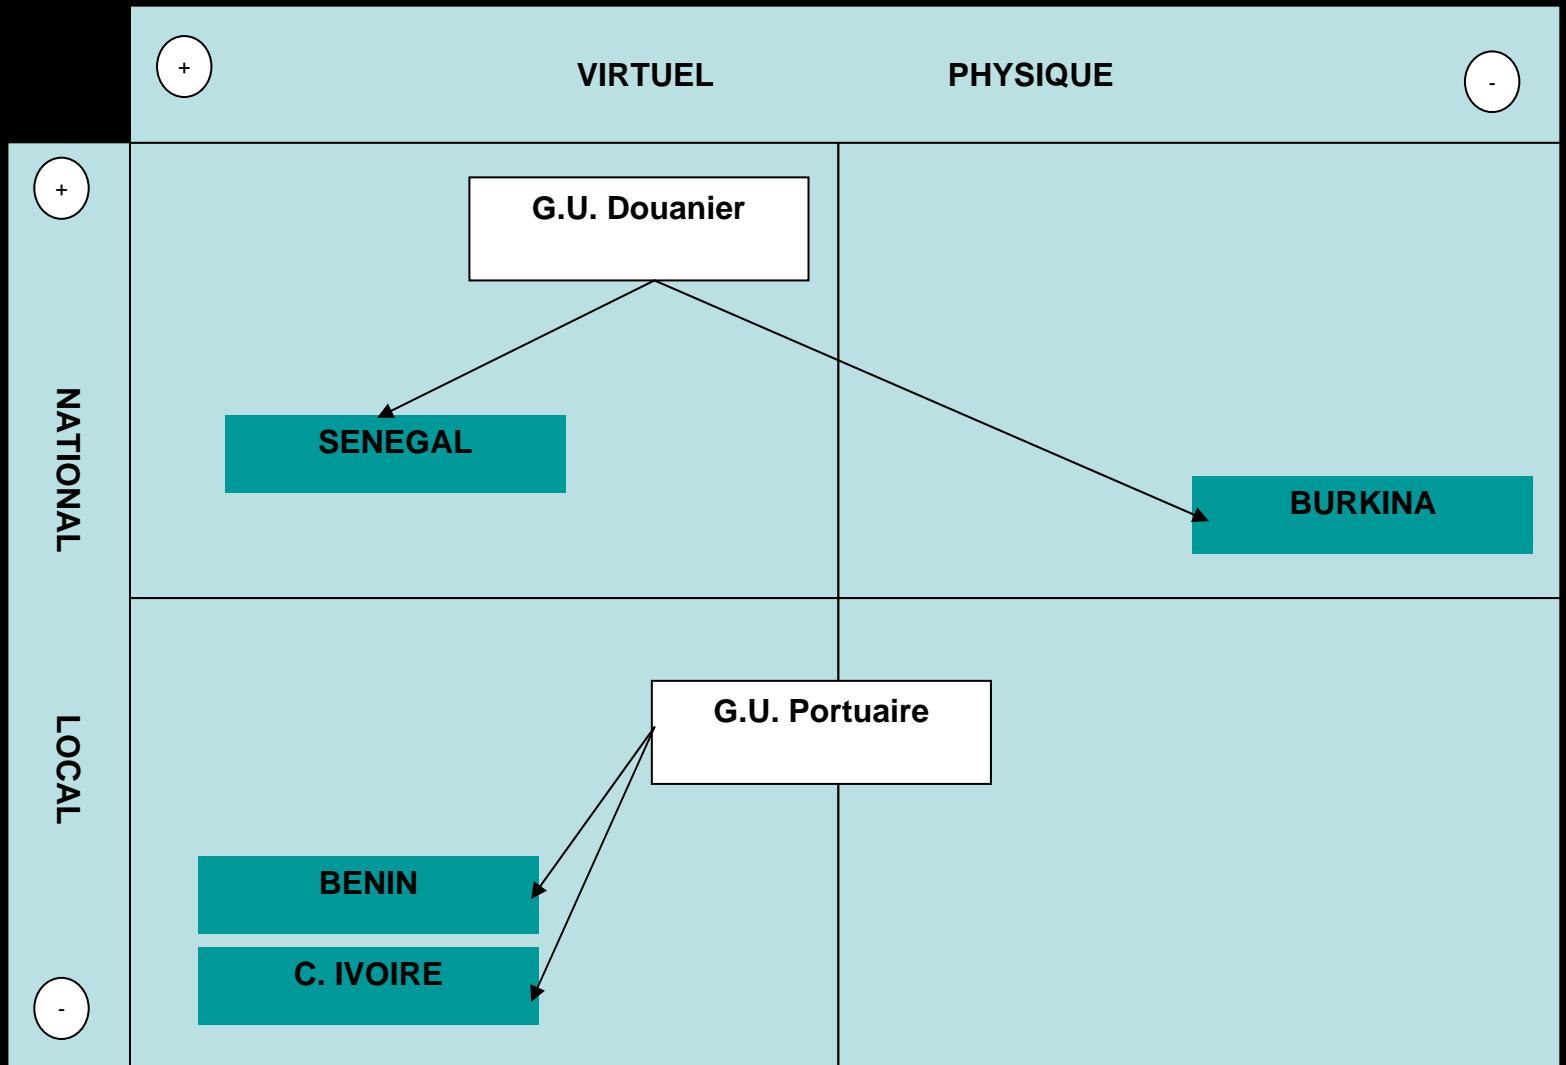 +
VIRTUEL
PHYSIQUE
-
+
NATIONAL
LOCAL
-
G.U. Douanier
SENEGAL
BURKINA
G.U. Portuaire
BENIN
C. IVOIRE